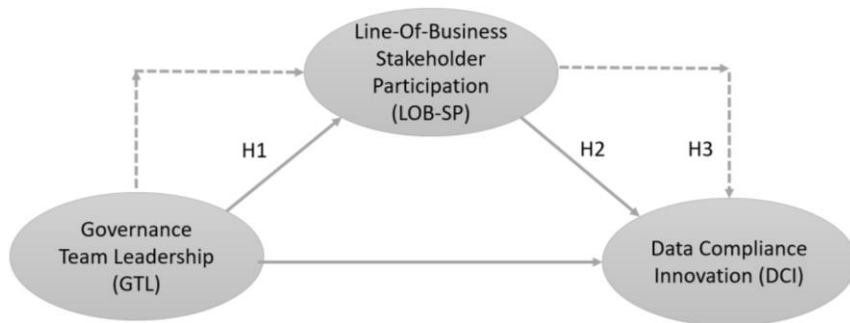 Line-Of-Business
Stakeholder
Participation
(LOB-SP)
H1
H2
H3
Governance
Team Leadership
(GTL)
Data Compliance
Innovation (DCI)